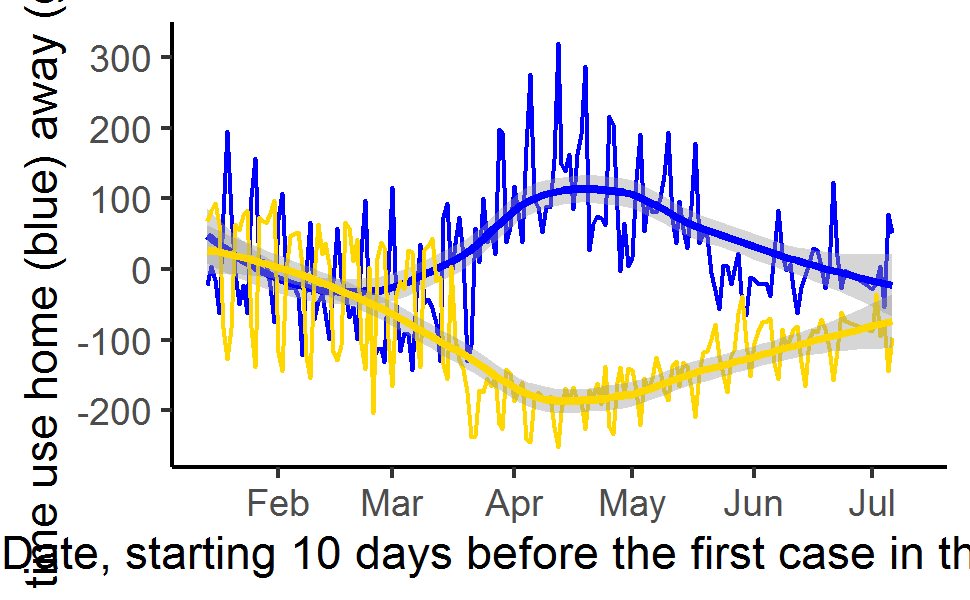 time use home (blue) away (
300
200
100
0
-100
-200
Feb Mar Apr May Jun Jul
Date, starting 10 days before the first case in th